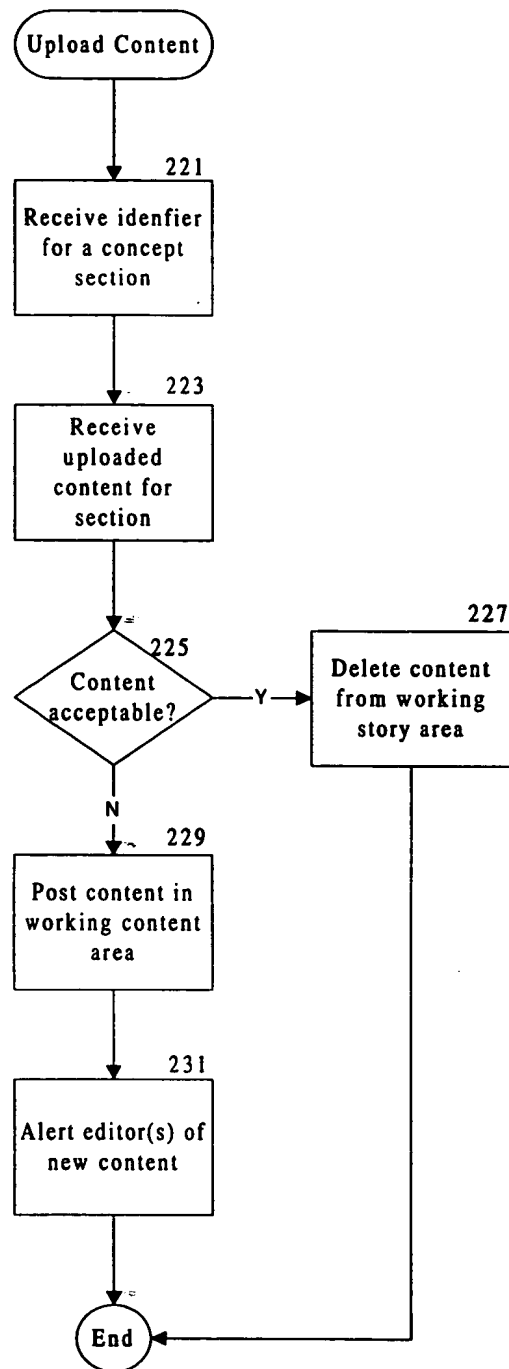 Upload Content
221
Receive idenfier
for a concept
section
223
Receive
uploaded
content for
section
225
Content
acceptable?
Y
227
Delete content
from working
story area
N
229
Post content in
working content
area
231
Alert editor(s) of
new content
End